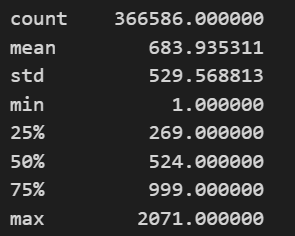 count 366586.000000
mean 683.935311
std 529.568813
min 1.000000
25% 269.000000
50% 524.000000
75% 999.000000
max 2071.000000